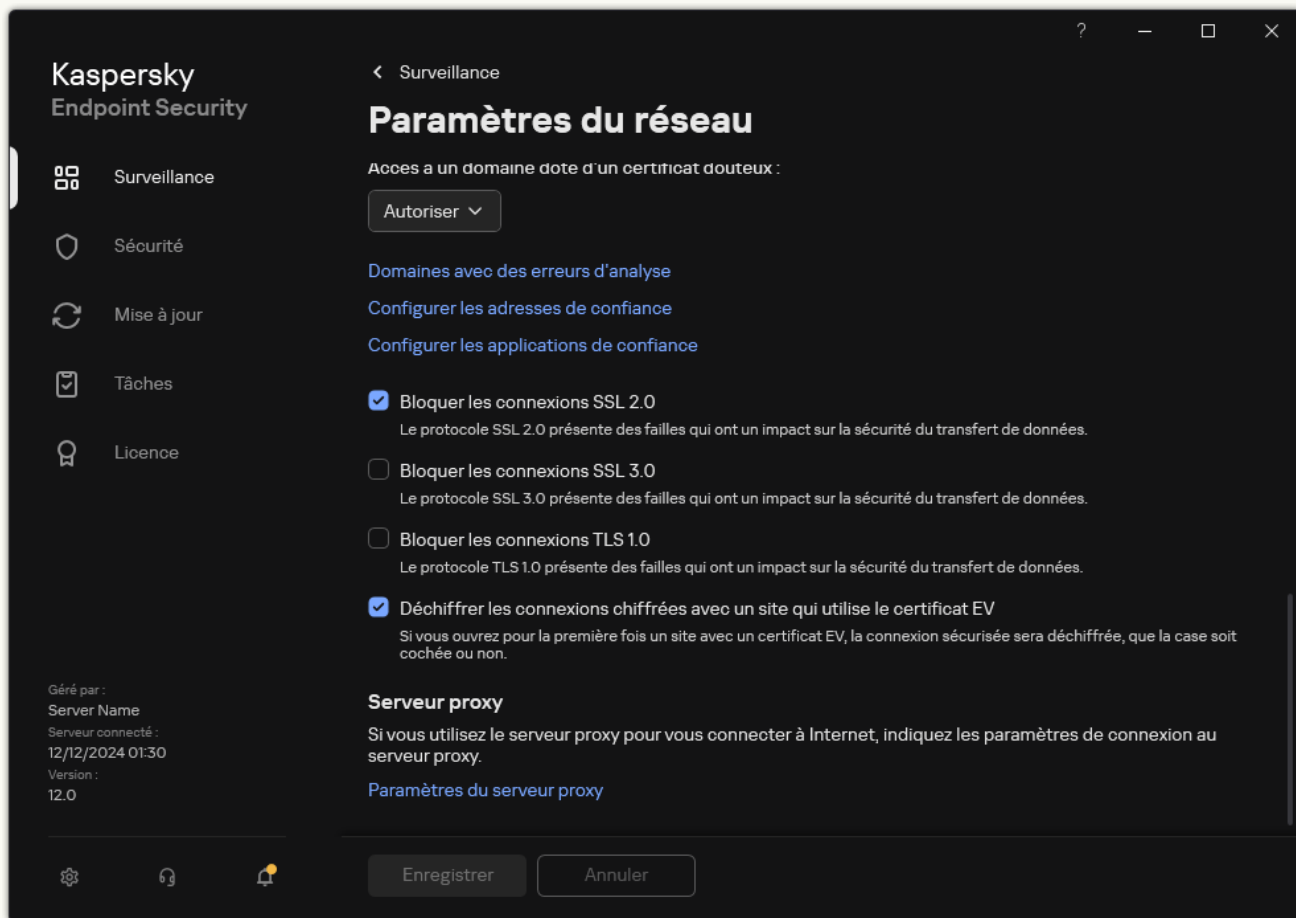 ?
Kaspersky
Endpoint Security
Surveillance
Sécurité
Mise à jour
Tâches
Licence
Géré par :
Server Name
Serveur connecté :
12/12/2024 01:30
Version :
12.0
Surveillance
Paramètres du réseau
Accès à un domaine doté d'un certificat douteux :
Autoriser
Domaines avec des erreurs d'analyse
Configurer les adresses de confiance
Configurer les applications de confiance
Bloquer les connexions SSL 2.0
Le protocole SSL 2.0 présente des failles qui ont un impact sur la sécurité du transfert de données.
Bloquer les connexions SSL 3.0
Le protocole SSL 3.0 présente des failles qui ont un impact sur la sécurité du transfert de données.
Bloquer les connexions TLS 1.0
Le protocole TLS 1.0 présente des failles qui ont un impact sur la sécurité du transfert de données.
Déchiffrer les connexions chiffrées avec un site qui utilise le certificat EV
Si vous ouvrez pour la première fois un site avec un certificat EV, la connexion sécurisée sera déchiffrée, que la case soit
cochée ou non.
Serveur proxy
Si vous utilisez le serveur proxy pour vous connecter à Internet, indiquez les paramètres de connexion au
serveur proxy.
Paramètres du serveur proxy
Enregistrer
Annuler